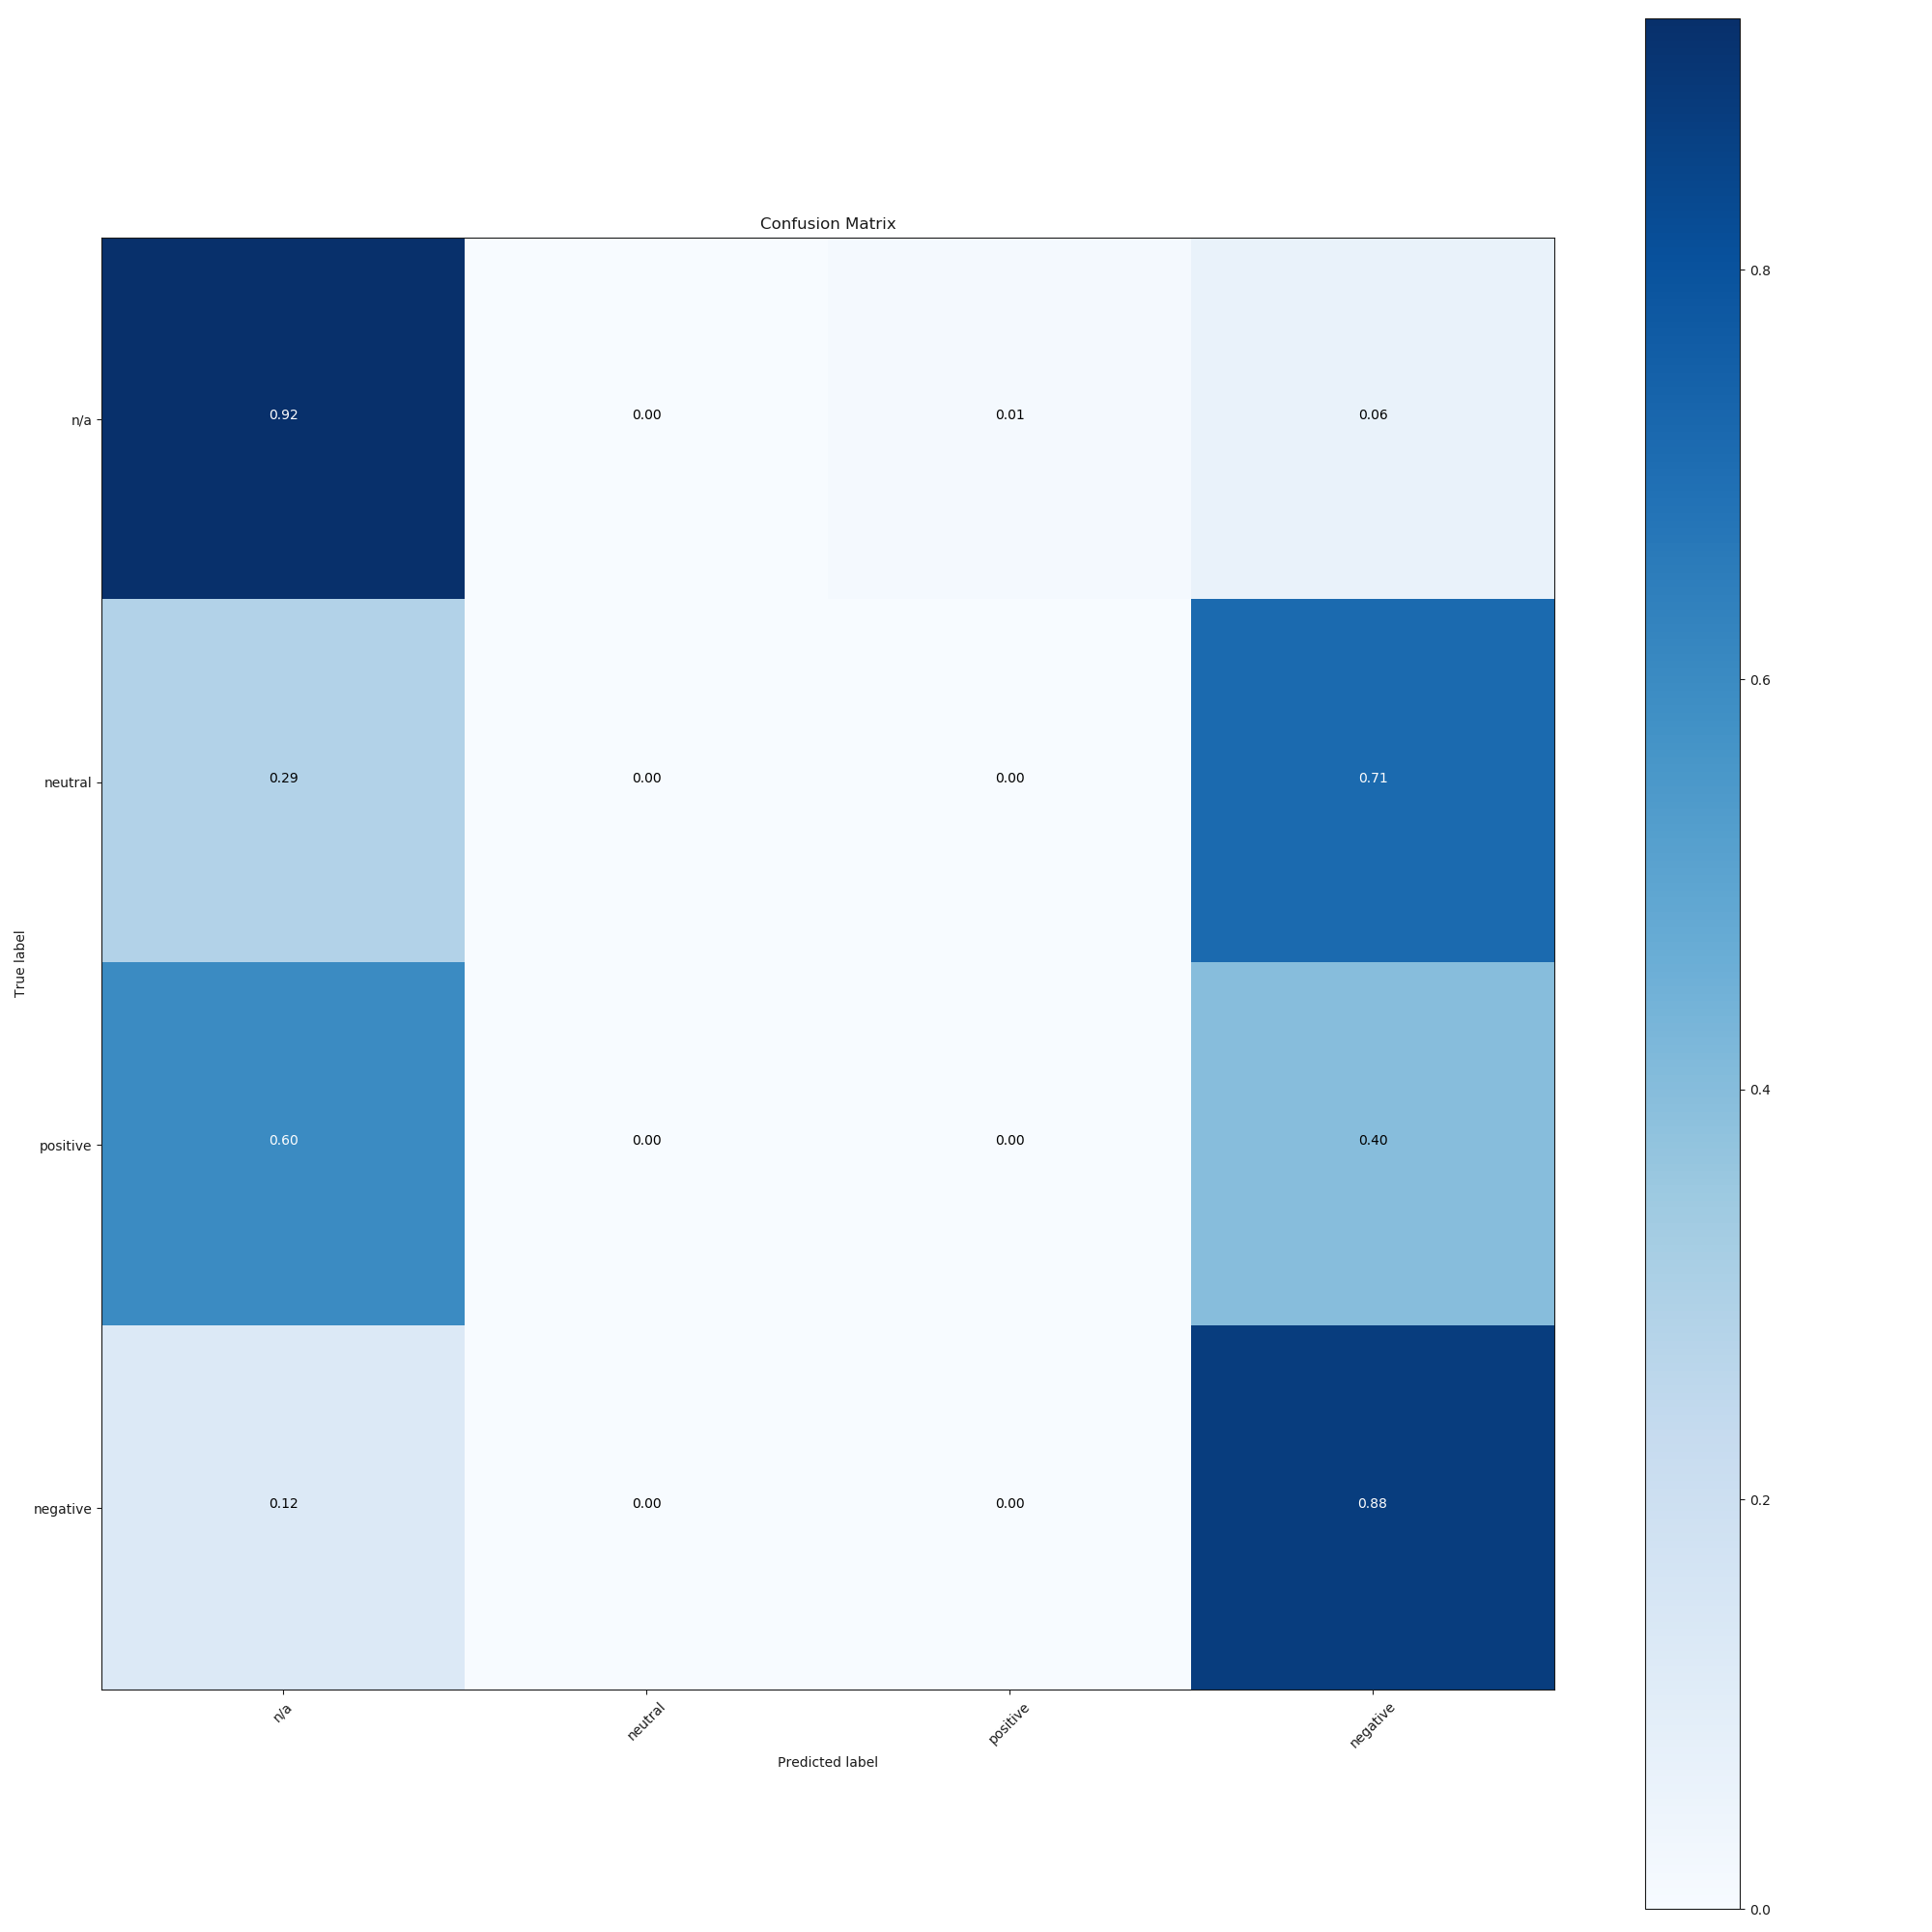 Confusion Matrix
n/a 0.92 0.00 0.01 0.06
neutral 0.29 0.00 0.00 0.71
positive 0.60 0.00 0.00 0.40
negative 0.12 0.00 0.00 0.88
n/a neutral positive negative
True label
Predicted label
0.8
0.6
0.4
0.2
0.0